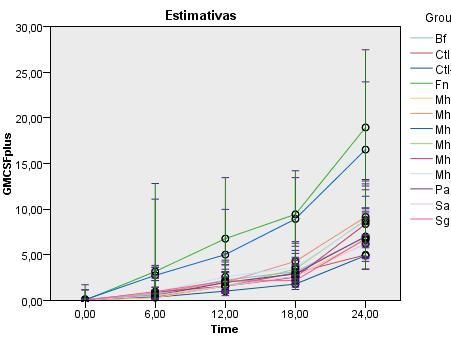 Estimativas
Grou
Bf
Ctl
Ctl-
Fn
Mh
Mh
Mh
Mh
Mh
Mh
Pa
Sa
Sg
GMCSFplus
30,00
25,00
20,00
15,00
10,00
5,00
0,00
0,00 6,00 12,00 18,00 24,00
Time